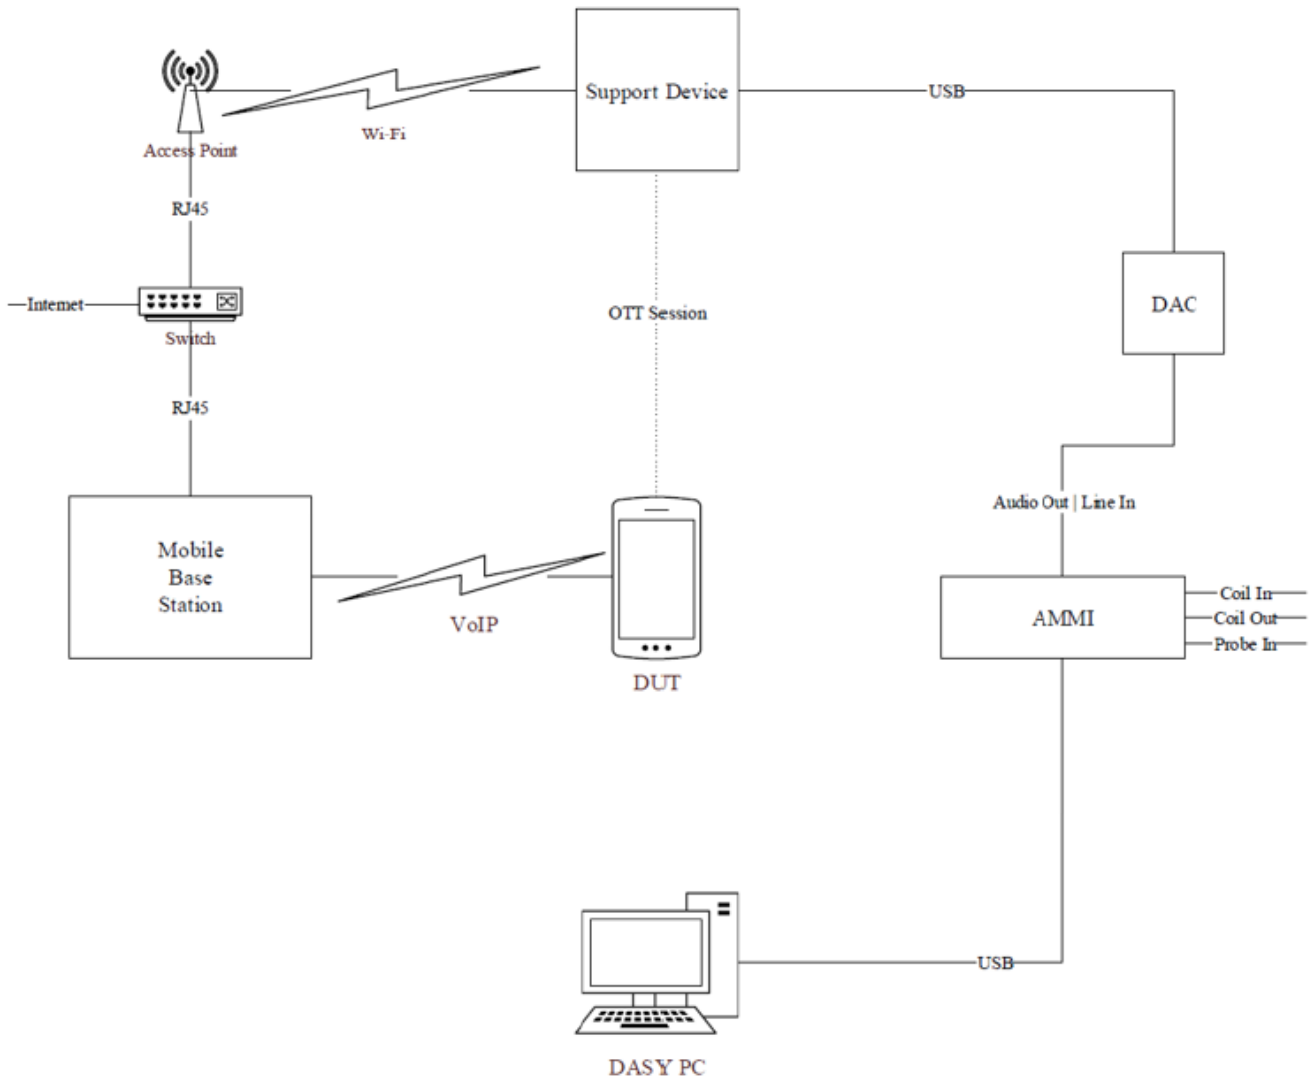 Support Device
USB
Wi-Fi
Access Point
RJ45
Internet
Switch
DAC
OTT Session
RJ45
Audio Out | Line In
Mobile
Base
Station
VoIP
DUT
AMMI
Coil In
Coil Out
Probe In
USB
DASY PC